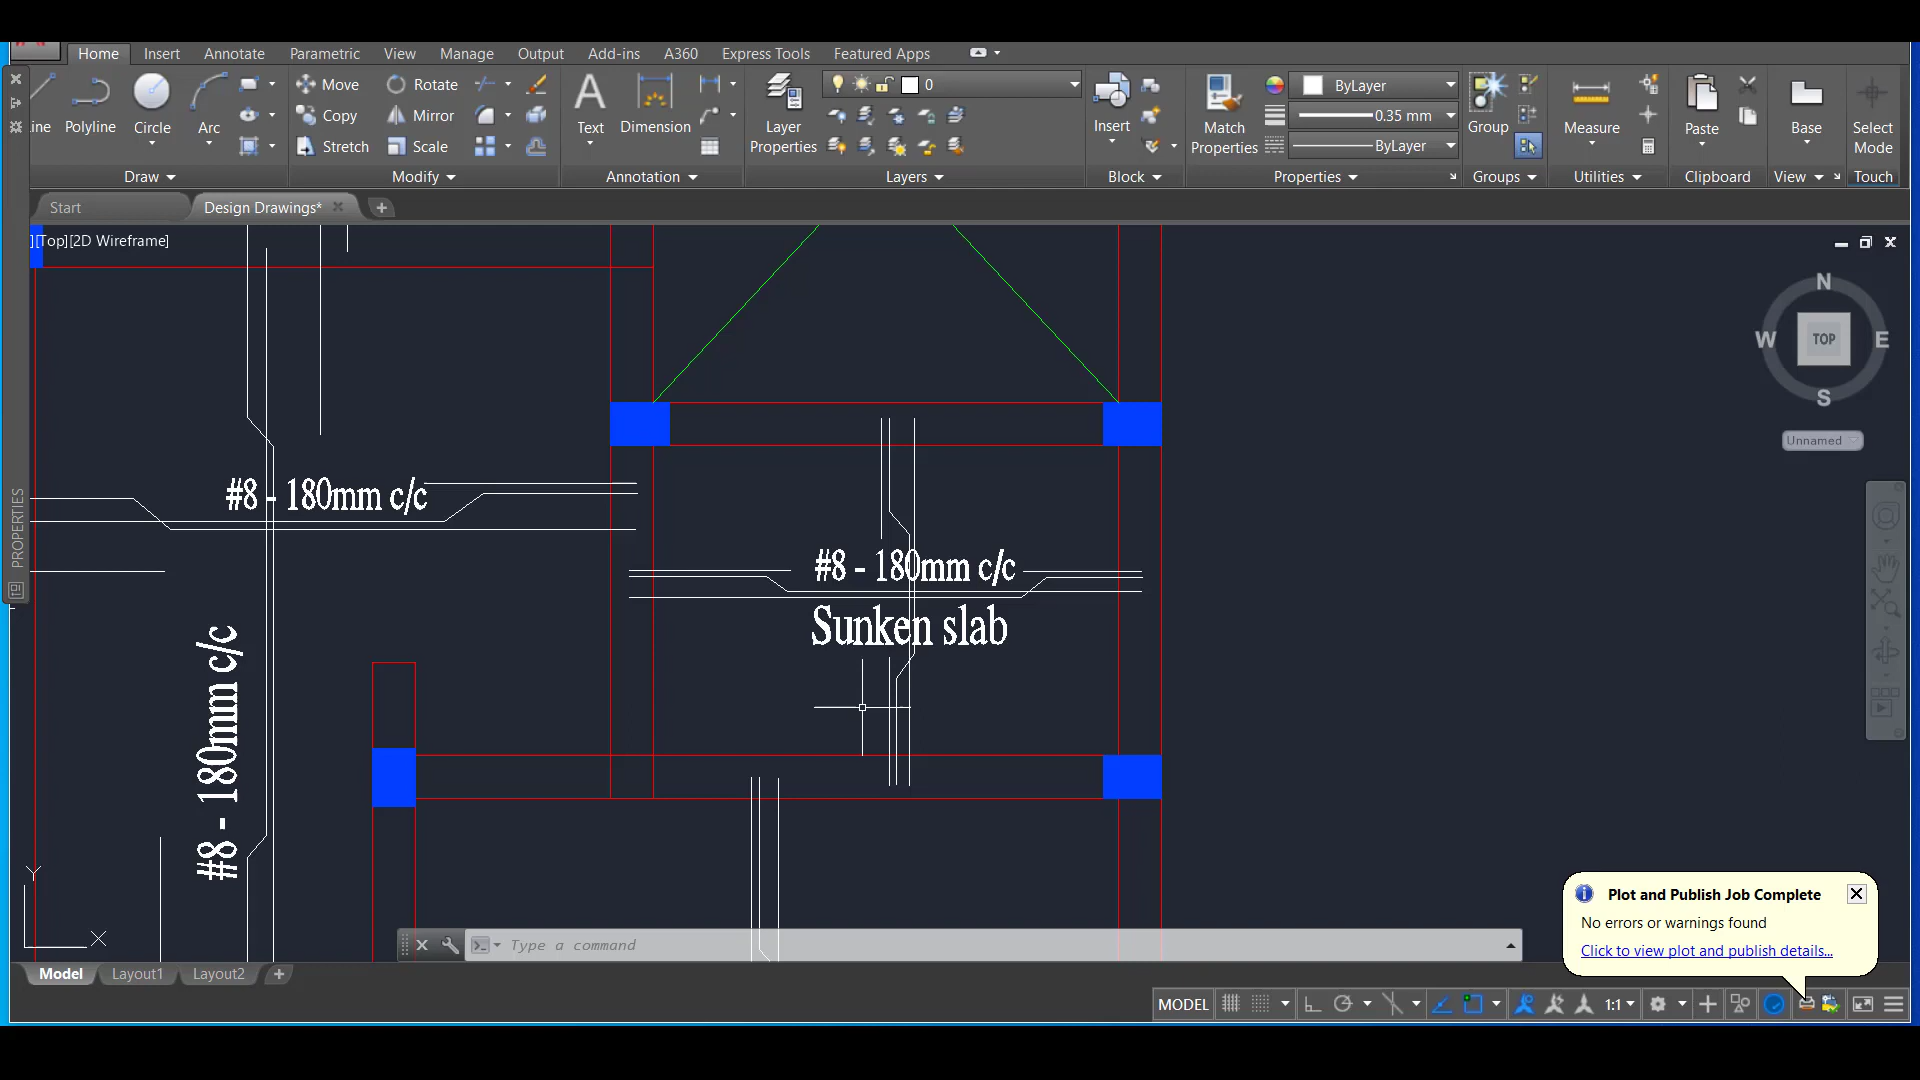 Home Insert Annotate Parametric View Manage Output Add-ins A360 Express Tools Featured Apps
Polyline Circle Arc
Move Rotate
Copy Mirror
Stretch Scale
Text Dimension
Layer Properties
0
Insert
Match Properties
ByLayer
0.35 mm
ByLayer
Group
Measure
Paste
Base
Select Mode
Draw Modify Annotation Layers Block Properties Groups Utilities Clipboard View Touch
Start Design Drawings*
][Top][2D Wireframe]
N
W TOP E
S
Unnamed
PROPERTIES
#8 - 180mm c/c
#8 - 180mm c/c
Sunken slab
#8 - 180mm c/c
Y
X
Type a command
Plot and Publish Job Complete
No errors or warnings found
Click to view plot and publish details...
Model Layout1 Layout2
MODEL 1:1